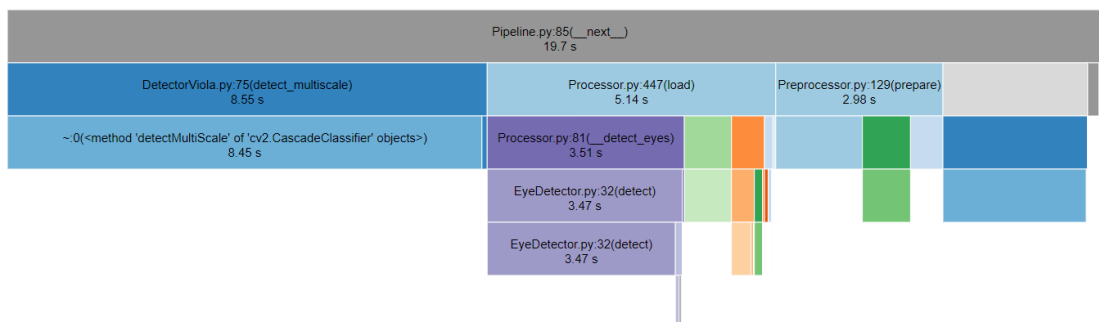 Pipeline.py:85(__next__)
19.7 s
DetectorViola.py:75(detect_multiscale)
8.55 s
Processor.py:447(load)
5.14 s
Preprocessor.py:129(prepare)
2.98 s
~:0(<method 'detectMultiScale' of 'cv2.CascadeClassifier' objects>)
8.45 s
Processor.py:81(__detect_eyes)
3.51 s
EyeDetector.py:32(detect)
3.47 s
EyeDetector.py:32(detect)
3.47 s